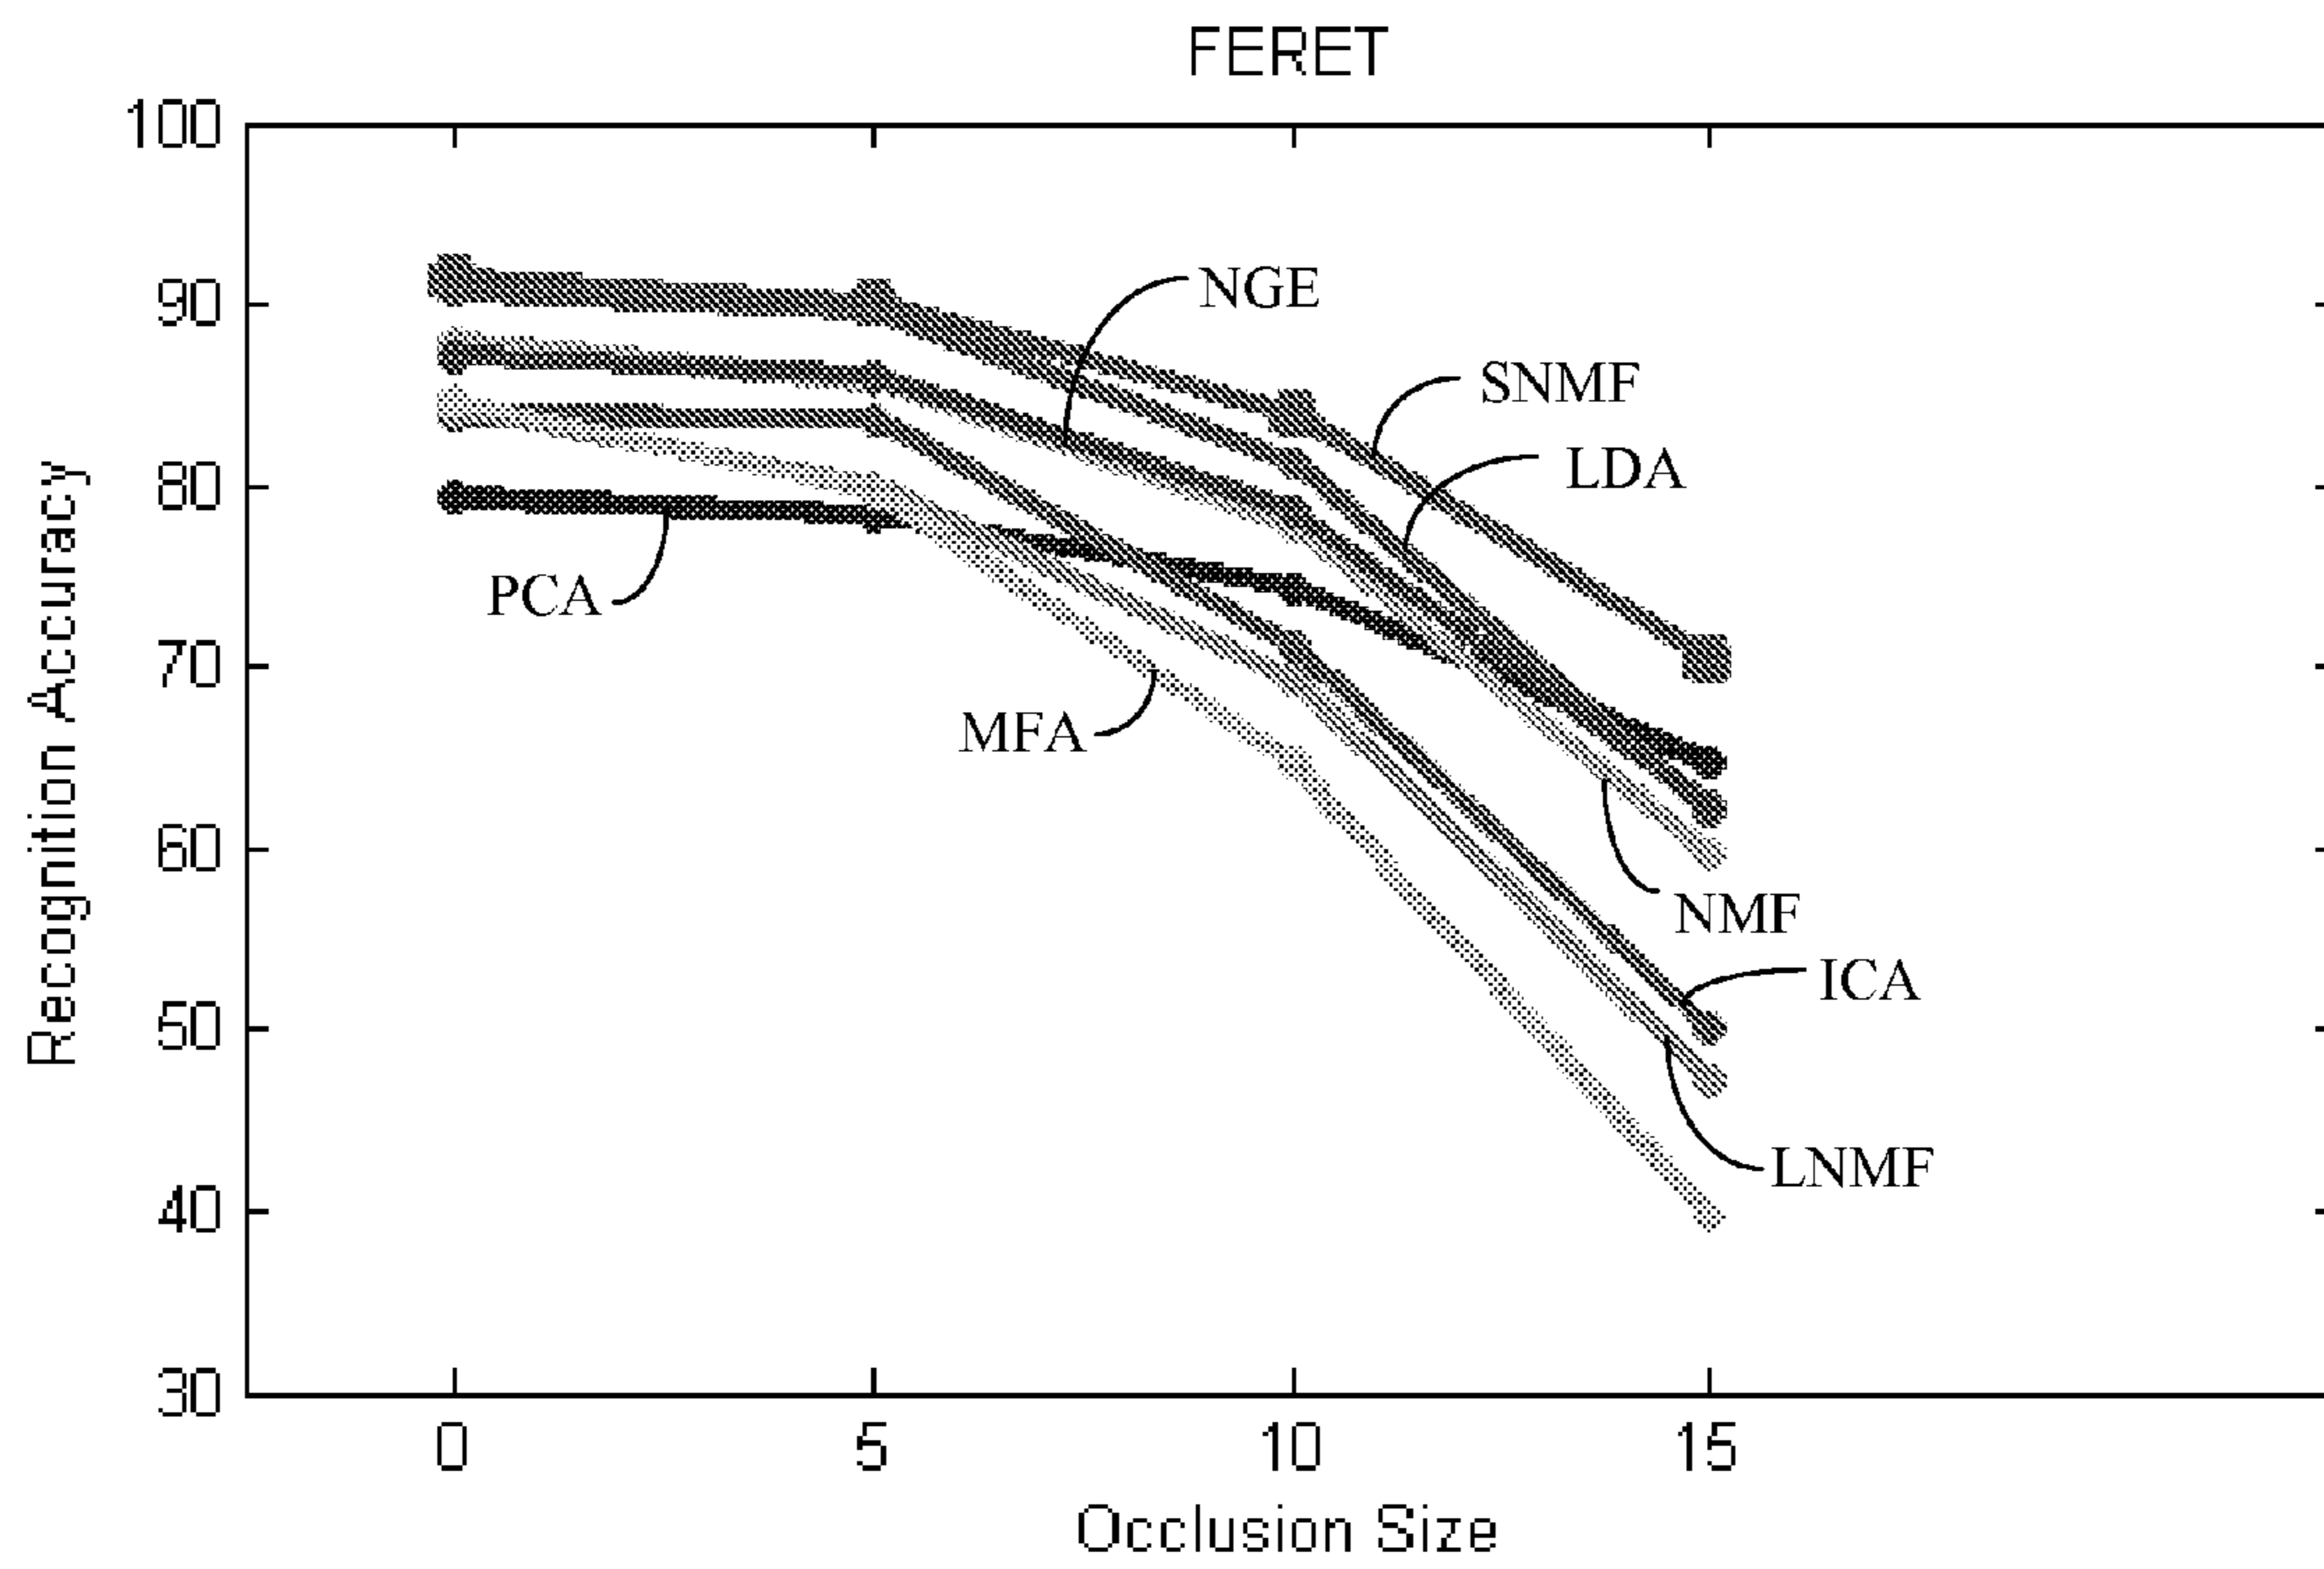 FERET
100
90
80
70
60
50
40
30
Recognition Accuracy
NGE
SNMF
LDA
PCA
MFA
NMF
ICA
LNMF
0 5 10 15
Occlusion Size